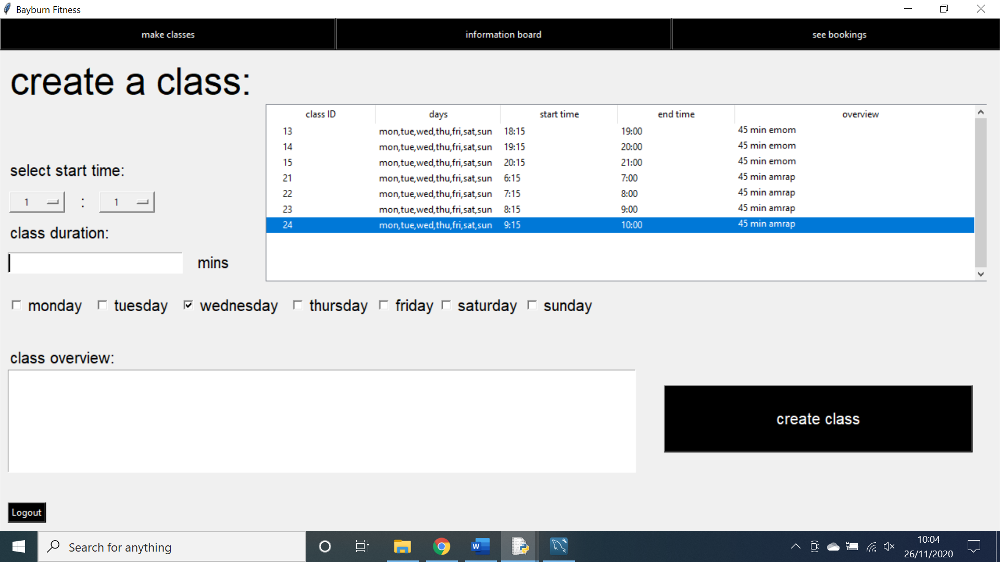 Bayburn Fitness
make classes information board see bookings
create a class:
class ID days start time end time overview
13 mon,tue,wed,thu,fri,sat,sun 18:15 19:00 45 min emom
14 mon,tue,wed,thu,fri,sat,sun 19:15 20:00 45 min emom
15 mon,tue,wed,thu,fri,sat,sun 20:15 21:00 45 min emom
21 mon,tue,wed,thu,fri,sat,sun 6:15 7:00 45 min amrap
22 mon,tue,wed,thu,fri,sat,sun 7:15 8:00 45 min amrap
23 mon,tue,wed,thu,fri,sat,sun 8:15 9:00 45 min amrap
24 mon,tue,wed,thu,fri,sat,sun 9:15 10:00 45 min amrap
select start time:
1 : 1
class duration:
mins
monday tuesday wednesday thursday friday saturday sunday
class overview:
create class
Logout
Search for anything
W
10:04
26/11/2020